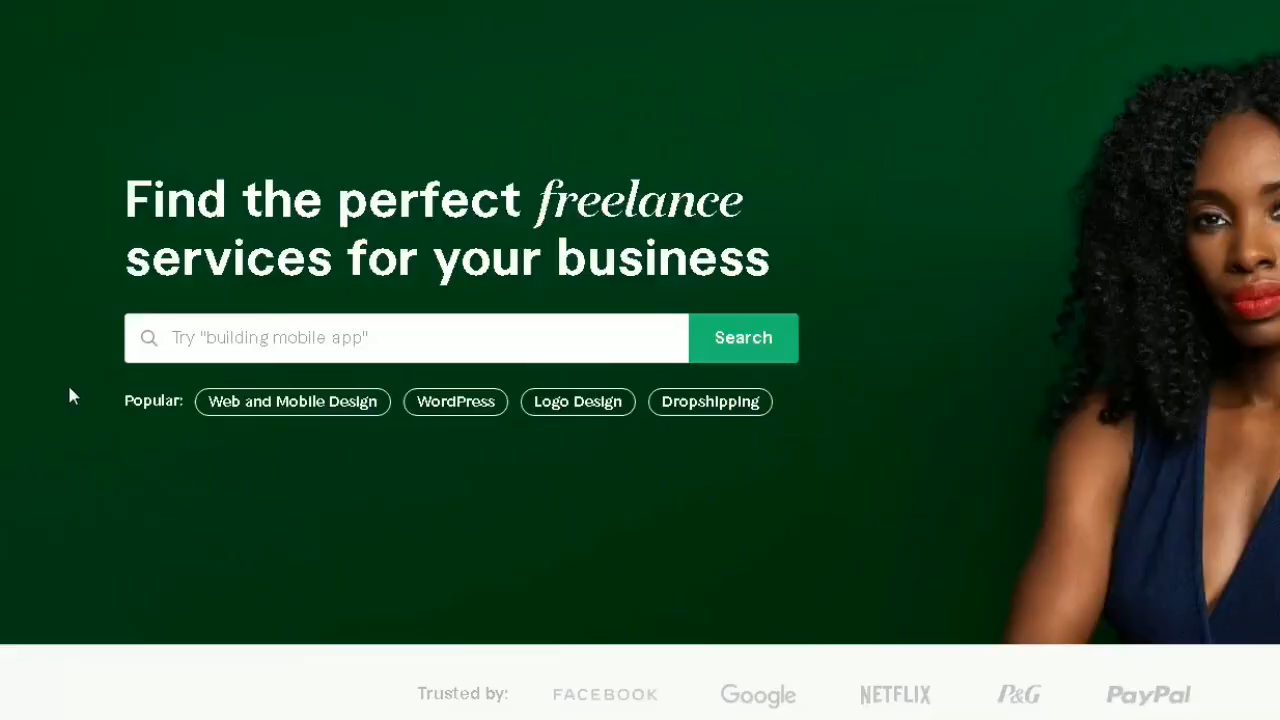 Find the perfect freelance
services for your business
Try "building mobile app"
Search
Popular:
Web and Mobile Design
WordPress
Logo Design
Dropshipping
Trusted by:
FACEBOOK
Google
NETFLIX
P&G
PayPal